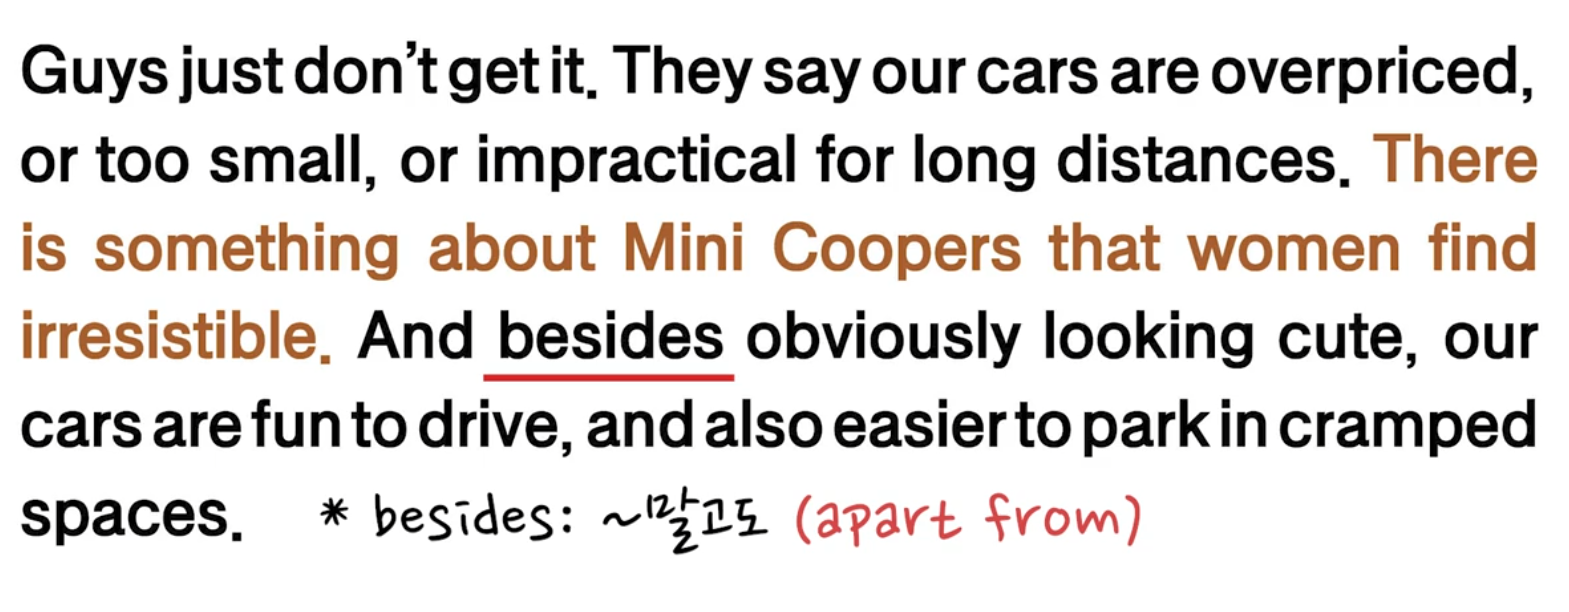 Guys just don’t get it. They say our cars are overpriced,
or too small, or impractical for long distances. There
is something about Mini Coopers that women find
irresistible. And besides obviously looking cute, our
cars are fun to drive, and also easier to park in cramped
spaces. * besides: ~말고도 (apart from)